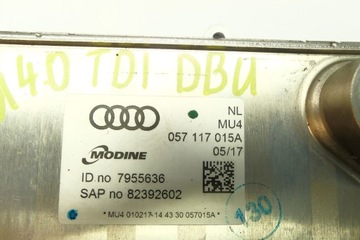 4.0 TDI DBU
NL
MU4
057 117 015A
05/17
MODINE
ID no 7955636
SAP no 82392602
* MU4 010217-14 43 30 057015A *
130